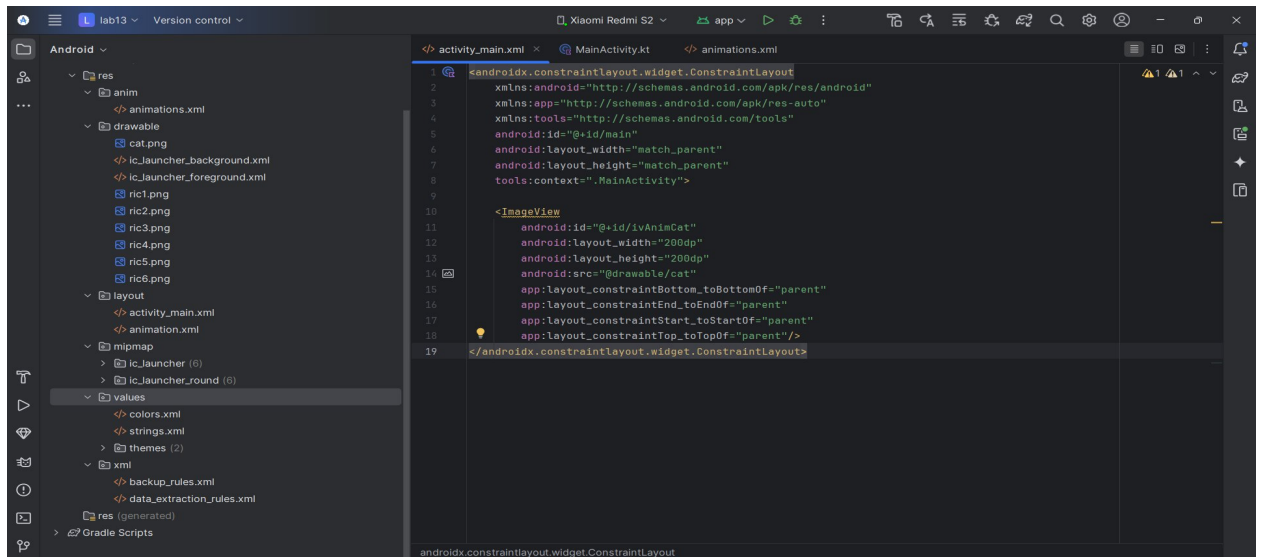 L lab13 Version control Xiaomi Redmi S2 app
Android
activity_main.xml MainActivity.kt animations.xml
res
anim
animations.xml
drawable
cat.png
ic_launcher_background.xml
ic_launcher_foreground.xml
ric1.png
ric2.png
ric3.png
ric4.png
ric5.png
ric6.png
layout
activity_main.xml
animation.xml
mipmap
ic_launcher (6)
ic_launcher_round (6)
values
colors.xml
strings.xml
themes (2)
xml
backup_rules.xml
data_extraction_rules.xml
res (generated)
Gradle Scripts
1 <androidx.constraintlayout.widget.ConstraintLayout
2 xmlns:android="http://schemas.android.com/apk/res/android"
3 xmlns:app="http://schemas.android.com/apk/res-auto"
4 xmlns:tools="http://schemas.android.com/tools"
5 android:id="@+id/main"
6 android:layout_width="match_parent"
7 android:layout_height="match_parent"
8 tools:context=".MainActivity">
9
10 <ImageView
11 android:id="@+id/ivAnimCat"
12 android:layout_width="200dp"
13 android:layout_height="200dp"
14 android:src="@drawable/cat"
15 app:layout_constraintBottom_toBottomOf="parent"
16 app:layout_constraintEnd_toEndOf="parent"
17 app:layout_constraintStart_toStartOf="parent"
18 app:layout_constraintTop_toTopOf="parent"/>
19 </androidx.constraintlayout.widget.ConstraintLayout>
1 1
androidx.constraintlayout.widget.ConstraintLayout